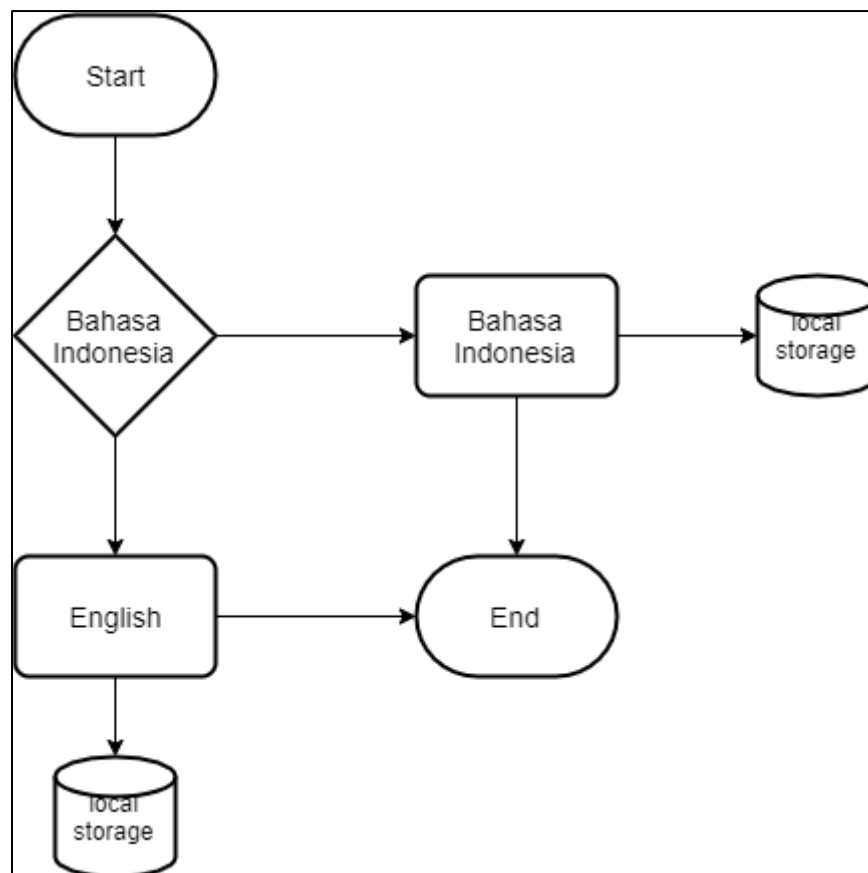 Start
Bahasa
Indonesia
Bahasa
Indonesia
local
storage
English
End
local
storage